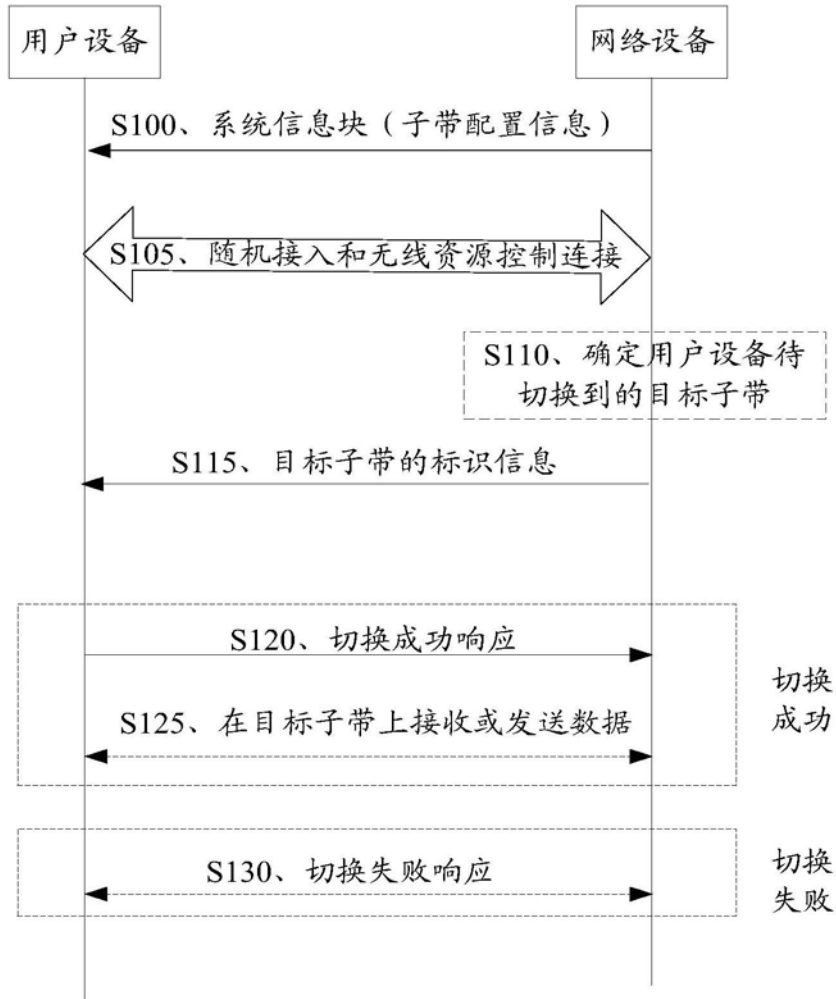 用户设备
网络设备
S100、系统信息块（子带配置信息）
S105、随机接入和无线资源控制连接
S110、确定用户设备待
切换到的目标子带
S115、目标子带的标识信息
S120、切换成功响应
S125、在目标子带上接收或发送数据
切换
成功
S130、切换失败响应
切换
失败